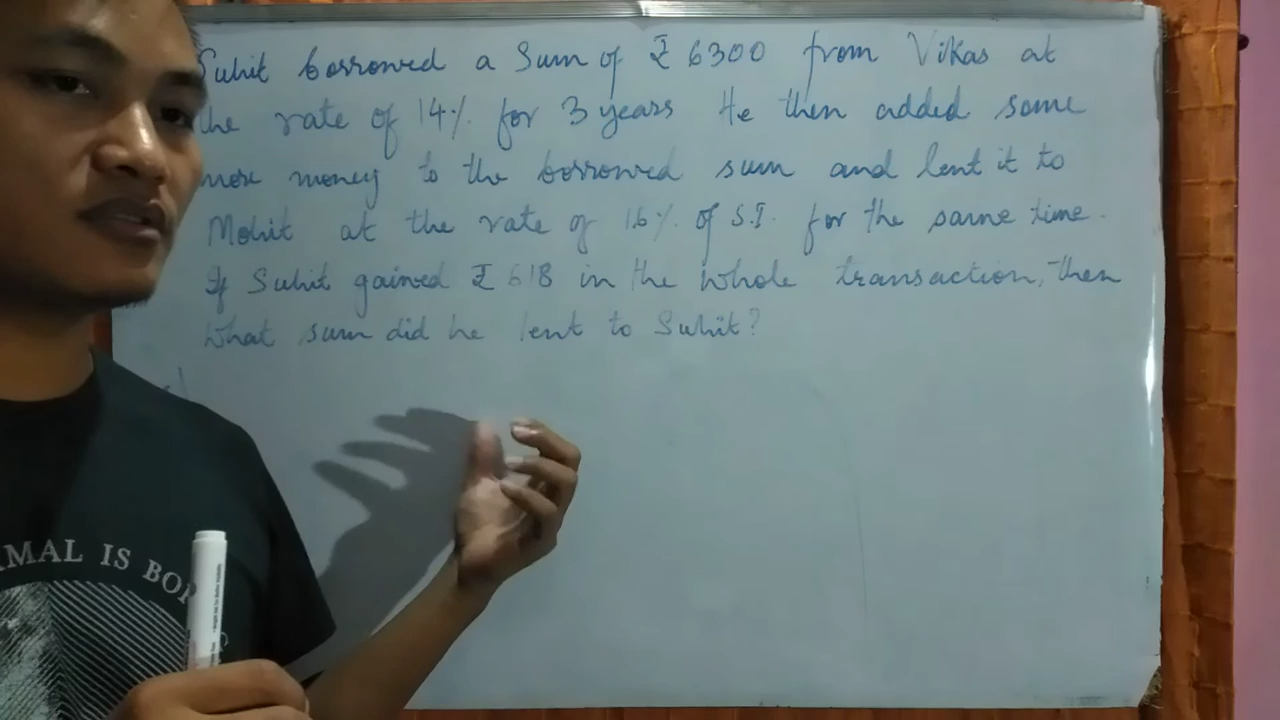 Suhit borrowed a Sum of ₹ 6300 from Vikas at
the rate of 14% for 3 years He then added some
more money to the borrowed sum and lent it to
Mohit at the rate of 16% of S.I. for the same time.
If Suhit gained ₹ 618 in the whole transaction, then
what sum did he lent to Suhit?
RMAL IS BOR